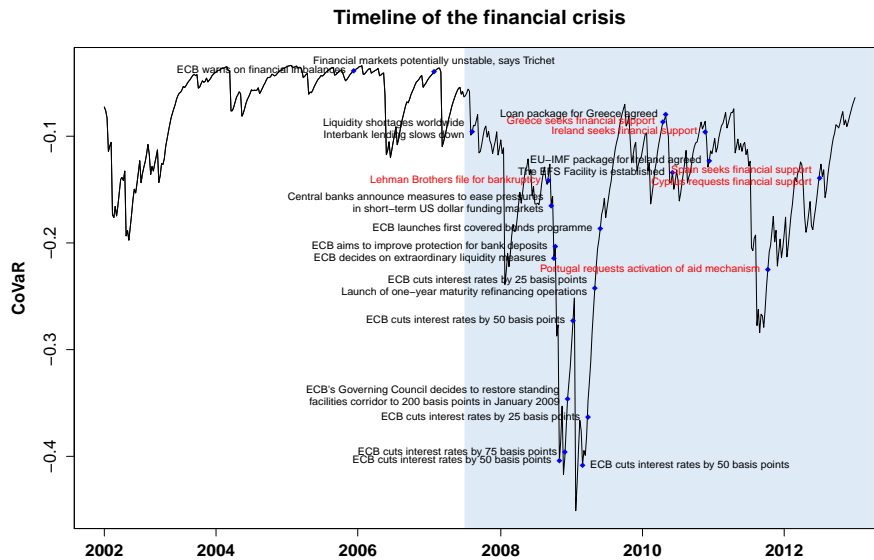 Timeline of the financial crisis
Financial markets potentially unstable, says Trichet
ECB warns on financial imbalances
Liquidity shortages worldwide
Interbank lending slows down
Loan package for Greece agreed
Greece seeks financial support
Ireland seeks financial support
EU−IMF package for Ireland agreed
The EFS Facility is established
Spain seeks financial support
Cyprus requests financial support
Lehman Brothers file for bankruptcy
Central banks announce measures to ease pressures
in short−term US dollar funding markets
ECB launches first covered bonds programme
ECB aims to improve protection for bank deposits
ECB decides on extraordinary liquidity measures
Portugal requests activation of aid mechanism
ECB cuts interest rates by 25 basis points
Launch of one−year maturity refinancing operations
ECB cuts interest rates by 50 basis points
ECB's Governing Council decides to restore standing
facilities corridor to 200 basis points in January 2009
ECB cuts interest rates by 25 basis points
ECB cuts interest rates by 75 basis points
ECB cuts interest rates by 50 basis points
ECB cuts interest rates by 50 basis points
CoVaR
−0.1
−0.2
−0.3
−0.4
2002 2004 2006 2008 2010 2012